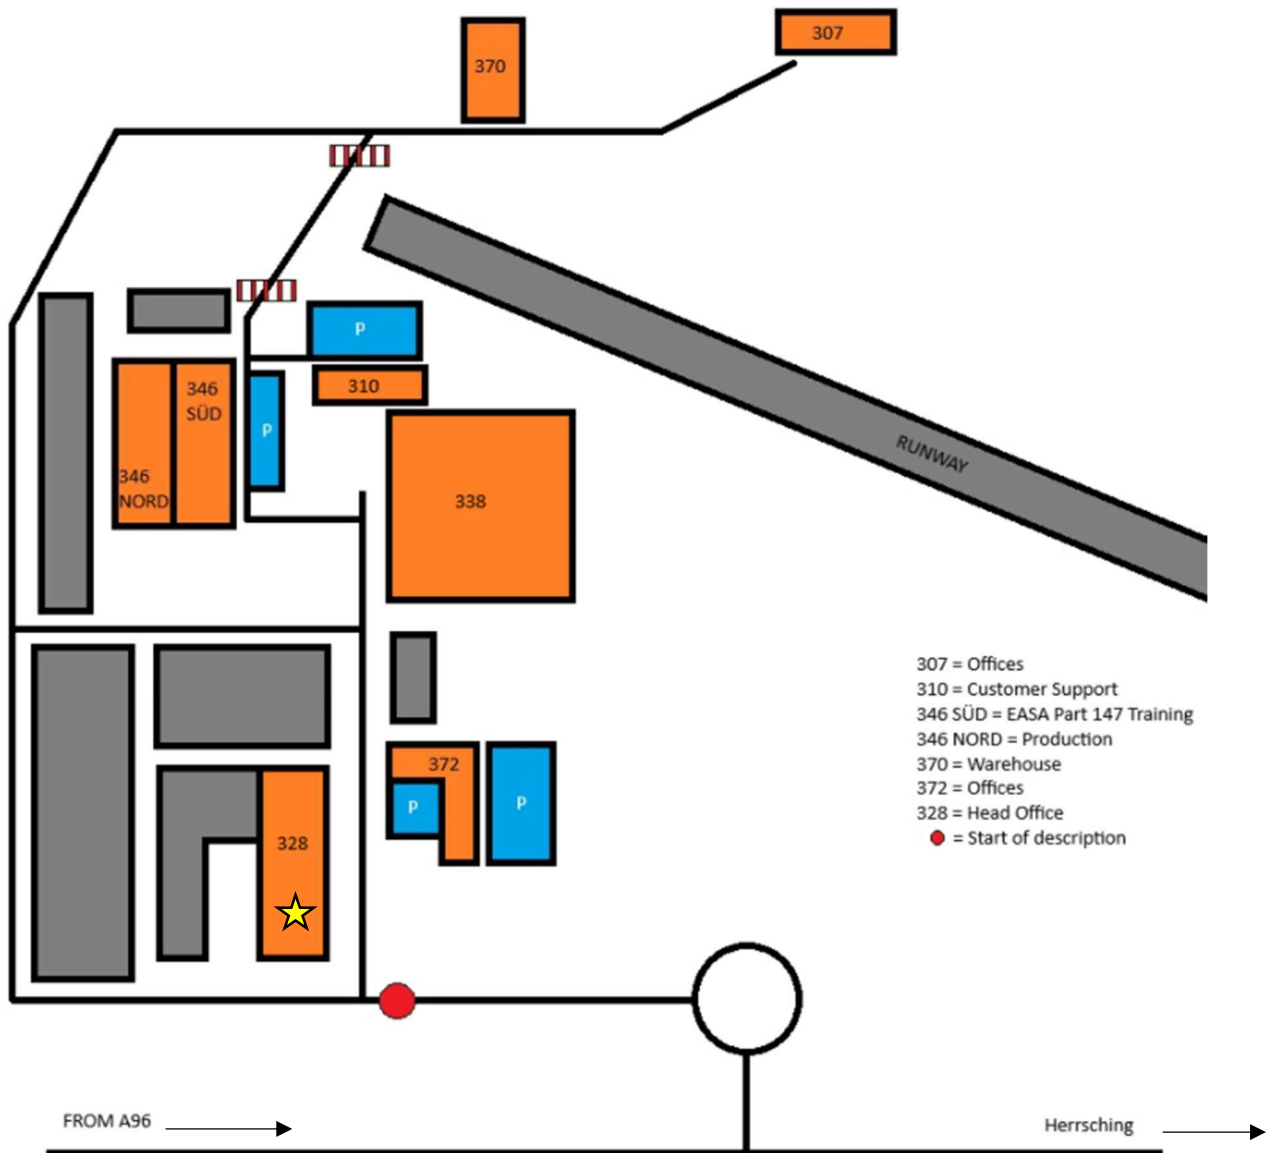 307
370
P
346
SÜD
310
P
346
NORD
338
RUNWAY
307 = Offices
310 = Customer Support
346 SÜD = EASA Part 147 Training
346 NORD = Production
370 = Warehouse
372 = Offices
328 = Head Office
= Start of description
372
P
P
328
FROM A96
Herrsching